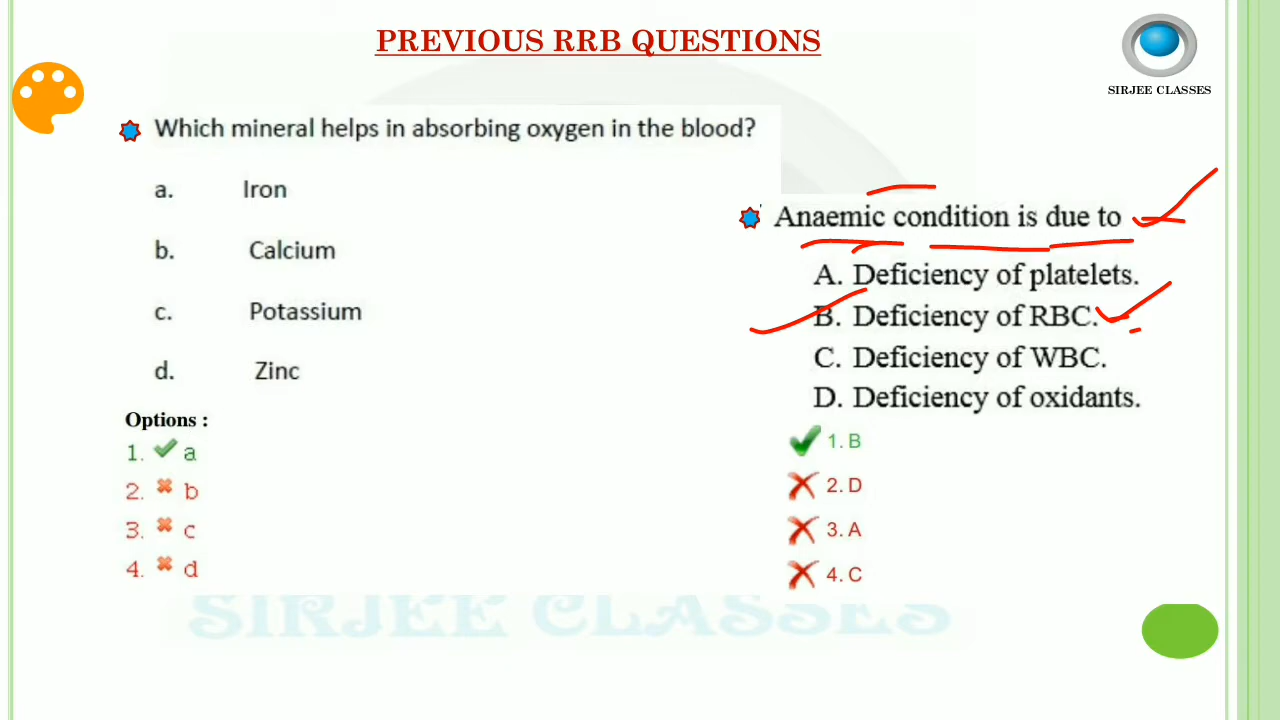 PREVIOUS RRB QUESTIONS
SIRJEE CLASSES
Which mineral helps in absorbing oxygen in the blood?
a. Iron
b. Calcium
c. Potassium
d. Zinc
Options :
1. a
2. b
3. c
4. d
Anaemic condition is due to
A. Deficiency of platelets.
B. Deficiency of RBC.
C. Deficiency of WBC.
D. Deficiency of oxidants.
1. B
2. D
3. A
4. C
SIRJEE CLASSES